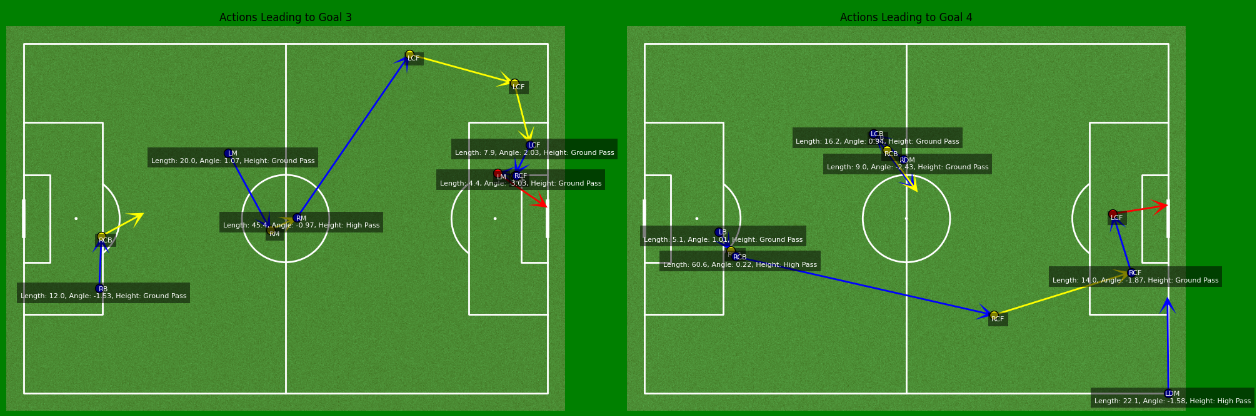 Actions Leading to Goal 3
LCF
LCF
LM
Length: 20.0, Angle: 1.07, Height: Ground Pass
LCF
Length: 7.9, Angle: 2.03, Height: Ground Pass
LM
RCF
Length: 4.4, Angle: -3.03, Height: Ground Pass
RM
Length: 45.4, Angle: -0.97, Height: High Pass
RM
RCB
RB
Length: 12.0, Angle: -1.53, Height: Ground Pass
Actions Leading to Goal 4
LCB
Length: 16.2, Angle: 0.94, Height: Ground Pass
RCB
RDM
Length: 9.0, Angle: -2.43, Height: Ground Pass
LCF
LB
Length: 5.1, Angle: 1.01, Height: Ground Pass
RCB
Length: 60.6, Angle: 0.22, Height: High Pass
RCF
Length: 14.0, Angle: -1.87, Height: Ground Pass
RCF
LDM
Length: 22.1, Angle: -1.58, Height: High Pass